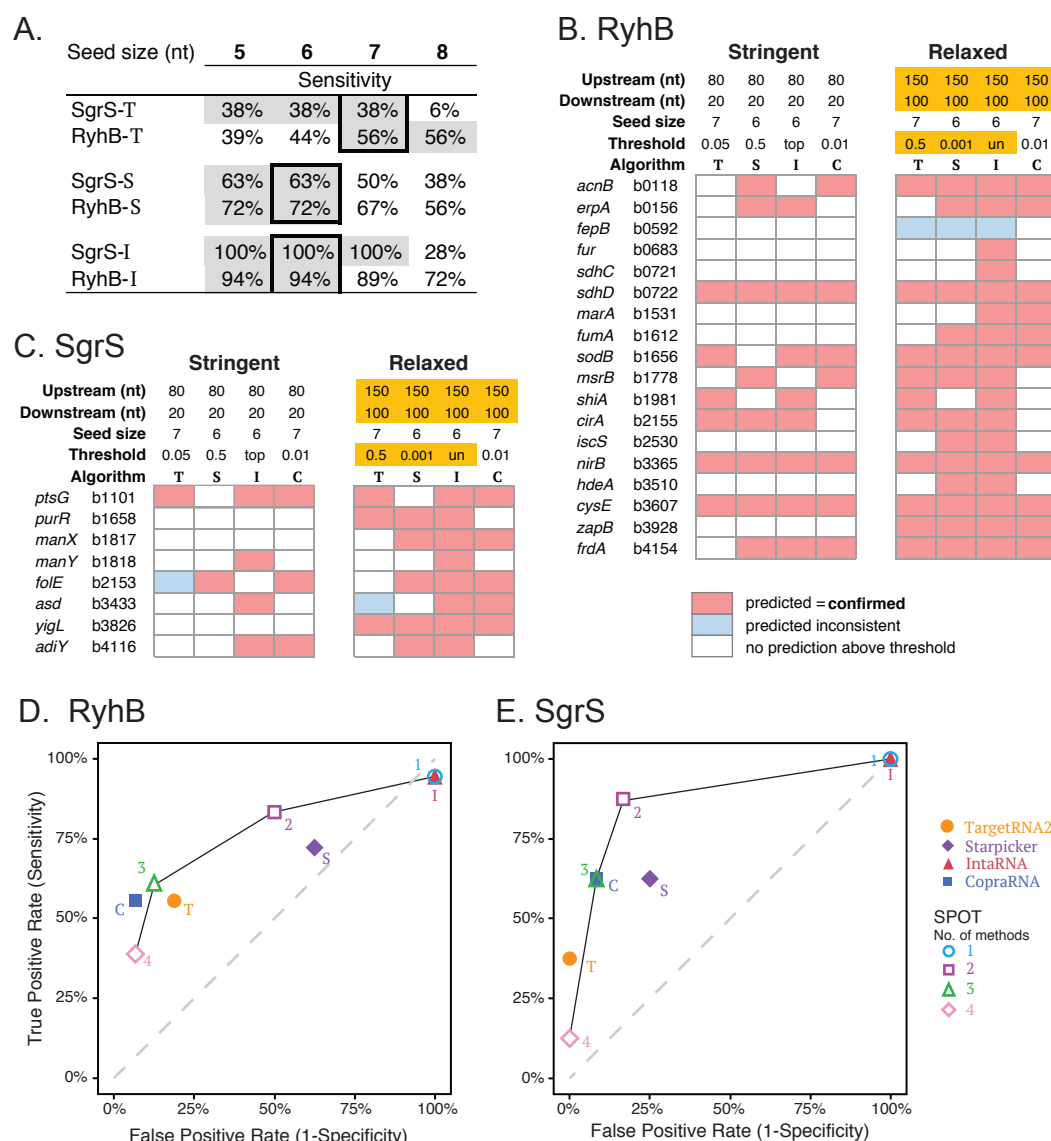 A.
Seed size (nt) 5 6 7 8
Sensitivity
SgrS-T 38% 38% 38% 6%
RyhB-T 39% 44% 56% 56%
SgrS-S 63% 63% 50% 38%
RyhB-S 72% 72% 67% 56%
SgrS-I 100% 100% 100% 28%
RyhB-I 94% 94% 89% 72%
B. RyhB
Stringent Relaxed
Upstream (nt) 80 80 80 80 150 150 150 150
Downstream (nt) 20 20 20 20 100 100 100 100
Seed size 7 6 6 7 7 6 6 7
Threshold 0.05 0.5 top 0.01 0.5 0.001 un 0.01
Algorithm T S I C T S I C
acnB b0118
erpA b0156
fepB b0592
fur b0683
sdhC b0721
sdhD b0722
marA b1531
fumA b1612
sodB b1656
msrB b1778
shiA b1981
cirA b2155
iscS b2530
nirB b3365
hdeA b3510
cysE b3607
zapB b3928
frdA b4154
predicted = confirmed
predicted inconsistent
no prediction above threshold
C. SgrS
Stringent Relaxed
Upstream (nt) 80 80 80 80 150 150 150 150
Downstream (nt) 20 20 20 20 100 100 100 100
Seed size 7 6 6 7 7 6 6 7
Threshold 0.05 0.5 top 0.01 0.5 0.001 un 0.01
Algorithm T S I C T S I C
ptsG b1101
purR b1658
manX b1817
manY b1818
folE b2153
asd b3433
yigL b3826
adiY b4116
D. RyhB
True Positive Rate (Sensitivity)
100%
75%
50%
25%
0%
1
I
2
S
3
C
T
4
0% 25% 50% 75% 100%
False Positive Rate (1-Specificity)
E. SgrS
100%
75%
50%
25%
0%
1
I
2
3
C
S
T
4
0% 25% 50% 75% 100%
False Positive Rate (1-Specificity)
TargetRNA2
Starpicker
IntaRNA
CopraRNA
SPOT
No. of methods
1
2
3
4